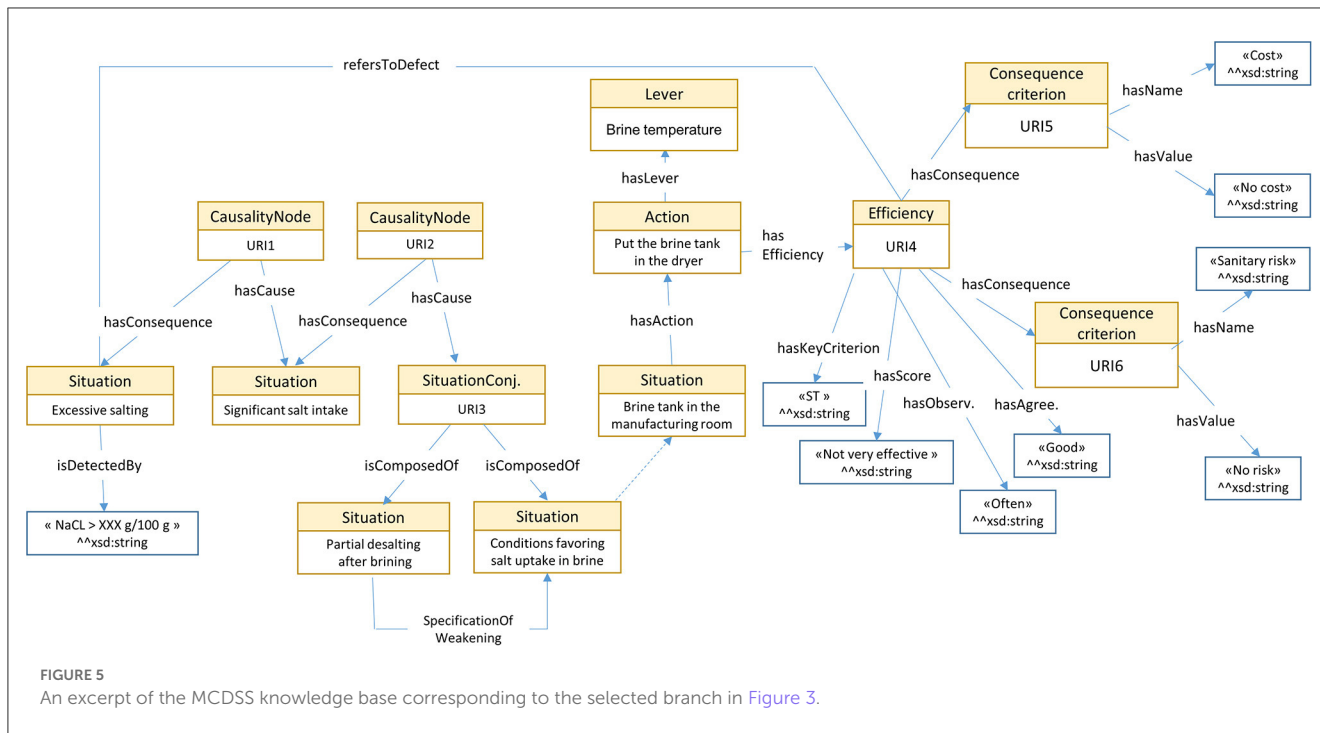 refersToDefect
Lever
Brine temperature
hasLever
Consequence
criterion
URI5
hasName
«Cost»
^^xsd:string
hasValue
«No cost»
^^xsd:string
hasConsequence
CausalityNode
URI1
CausalityNode
URI2
Action
Put the brine tank
in the dryer
has
Efficiency
Efficiency
URI4
hasConsequence
«Sanitary risk»
^^xsd:string
hasName
Consequence
criterion
URI6
hasValue
«No risk»
^^xsd:string
hasConsequence
hasCause
hasConsequence
hasCause
hasAction
hasKeyCriterion
hasScore
hasObserv.
hasAgree.
Situation
Excessive salting
Situation
Significant salt intake
SituationConj.
URI3
Situation
Brine tank in the
manufacturing room
«ST »
^^xsd:string
«Not very effective »
^^xsd:string
«Good»
^^xsd:string
«Often»
^^xsd:string
isDetectedBy
isComposedOf
isComposedOf
« NaCL > XXX g/100 g »
^^xsd:string
Situation
Partial desalting
after brining
Situation
Conditions favoring
salt uptake in brine
SpecificationOf
Weakening
FIGURE 5
An excerpt of the MCDSS knowledge base corresponding to the selected branch in Figure 3.